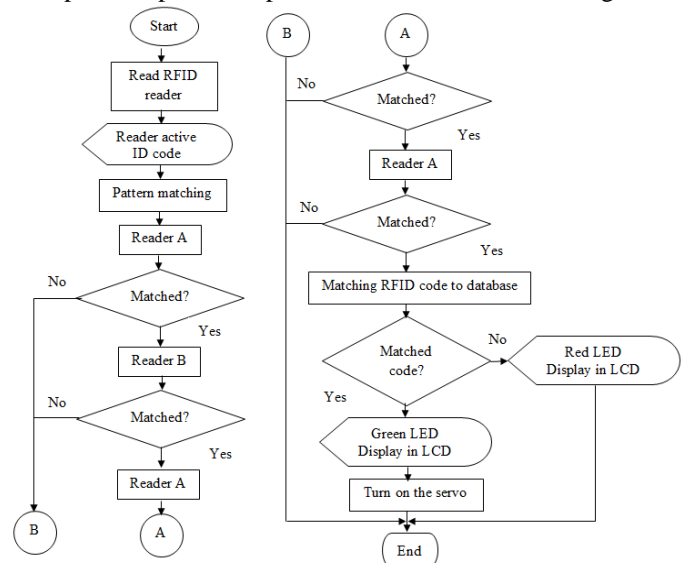 Start
Read RFID
reader
Reader active
ID code
Pattern matching
Reader A
No
Matched?
Yes
Reader B
No
Matched?
Yes
Reader A
B
A
B
A
No
Matched?
Yes
Reader A
No
Matched?
Yes
Matching RFID code to database
No
Matched
code?
Red LED
Display in LCD
Yes
Green LED
Display in LCD
Turn on the servo
End